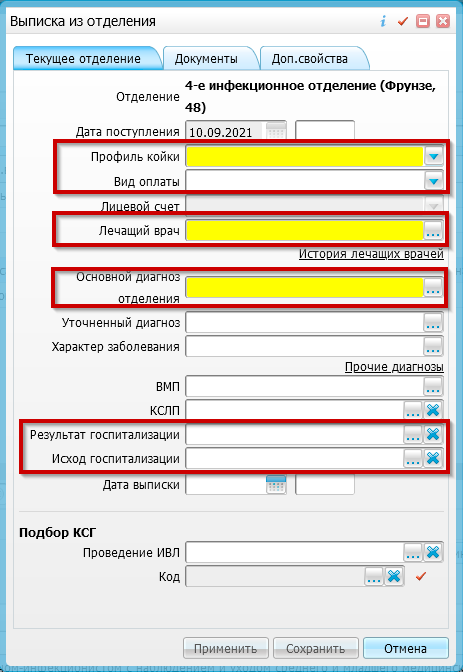 Выписка из отделения
Текущее отделение
Документы
Доп.свойства
Отделение
4-е инфекционное отделение (Фрунзе,
48)
Дата поступления
10.09.2021
Профиль койки
Вид оплаты
Лицевой счет
Лечащий врач
История лечащих врачей
Основной диагноз
отделения
Уточненный диагноз
Характер заболевания
Прочие диагнозы
ВМП
КСЛП
Результат госпитализации
Исход госпитализации
Дата выписки
Подбор КСГ
Проведение ИВЛ
Код
Применить
Сохранить
Отмена